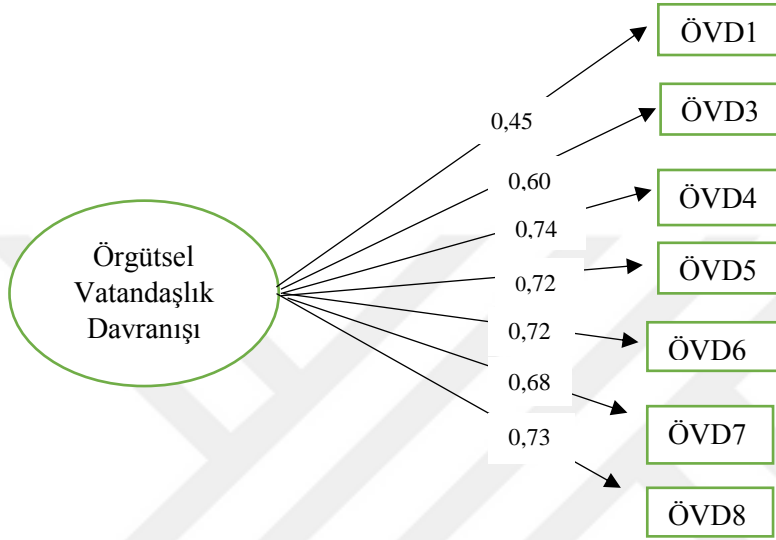 Örgütsel
Vatandaşlık
Davranışı
0,45
0,60
0,74
0,72
0,72
0,68
0,73
ÖVD1
ÖVD3
ÖVD4
ÖVD5
ÖVD6
ÖVD7
ÖVD8